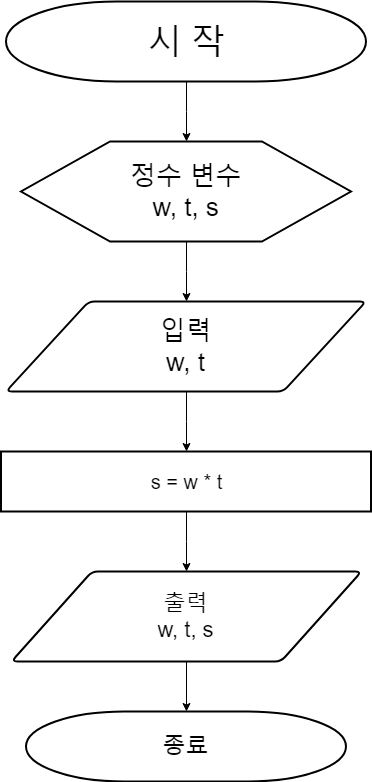 시 작
정수 변수
w, t, s
입력
w, t
s = w * t
출력
w, t, s
종료